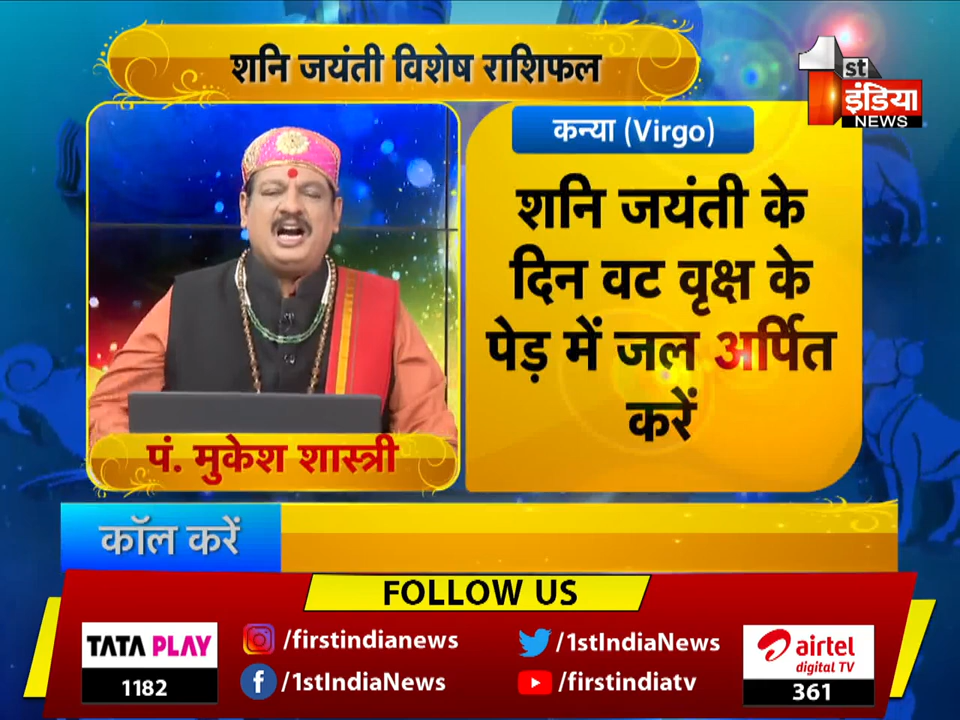 शनि जयंती विशेष राशिफल
1st
इंडिया
NEWS
कन्या (Virgo)
शनि जयंती के
दिन वट वृक्ष के
पेड़ में जल अर्पित
करें
पं. मुकेश शास्त्री
कॉल करें
FOLLOW US
TATA PLAY
1182
/firstindianews
/1stIndiaNews
/1stIndiaNews
/firstindiatv
airtel
digital TV
361